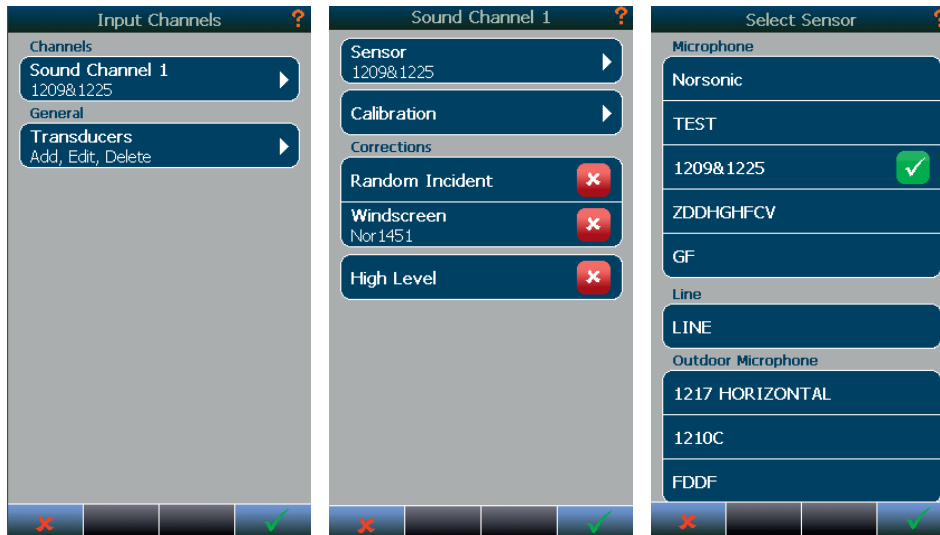 Input Channels ?
Channels
Sound Channel 1
1209&1225
General
Transducers
Add, Edit, Delete
Sound Channel 1 ?
Sensor
1209&1225
Calibration
Corrections
Random Incident
Windscreen
Nor1451
High Level
Select Sensor ?
Microphone
Norsonic
TEST
1209&1225
ZDDHGHFCV
GF
Line
LINE
Outdoor Microphone
1217 HORIZONTAL
1210C
FDDF